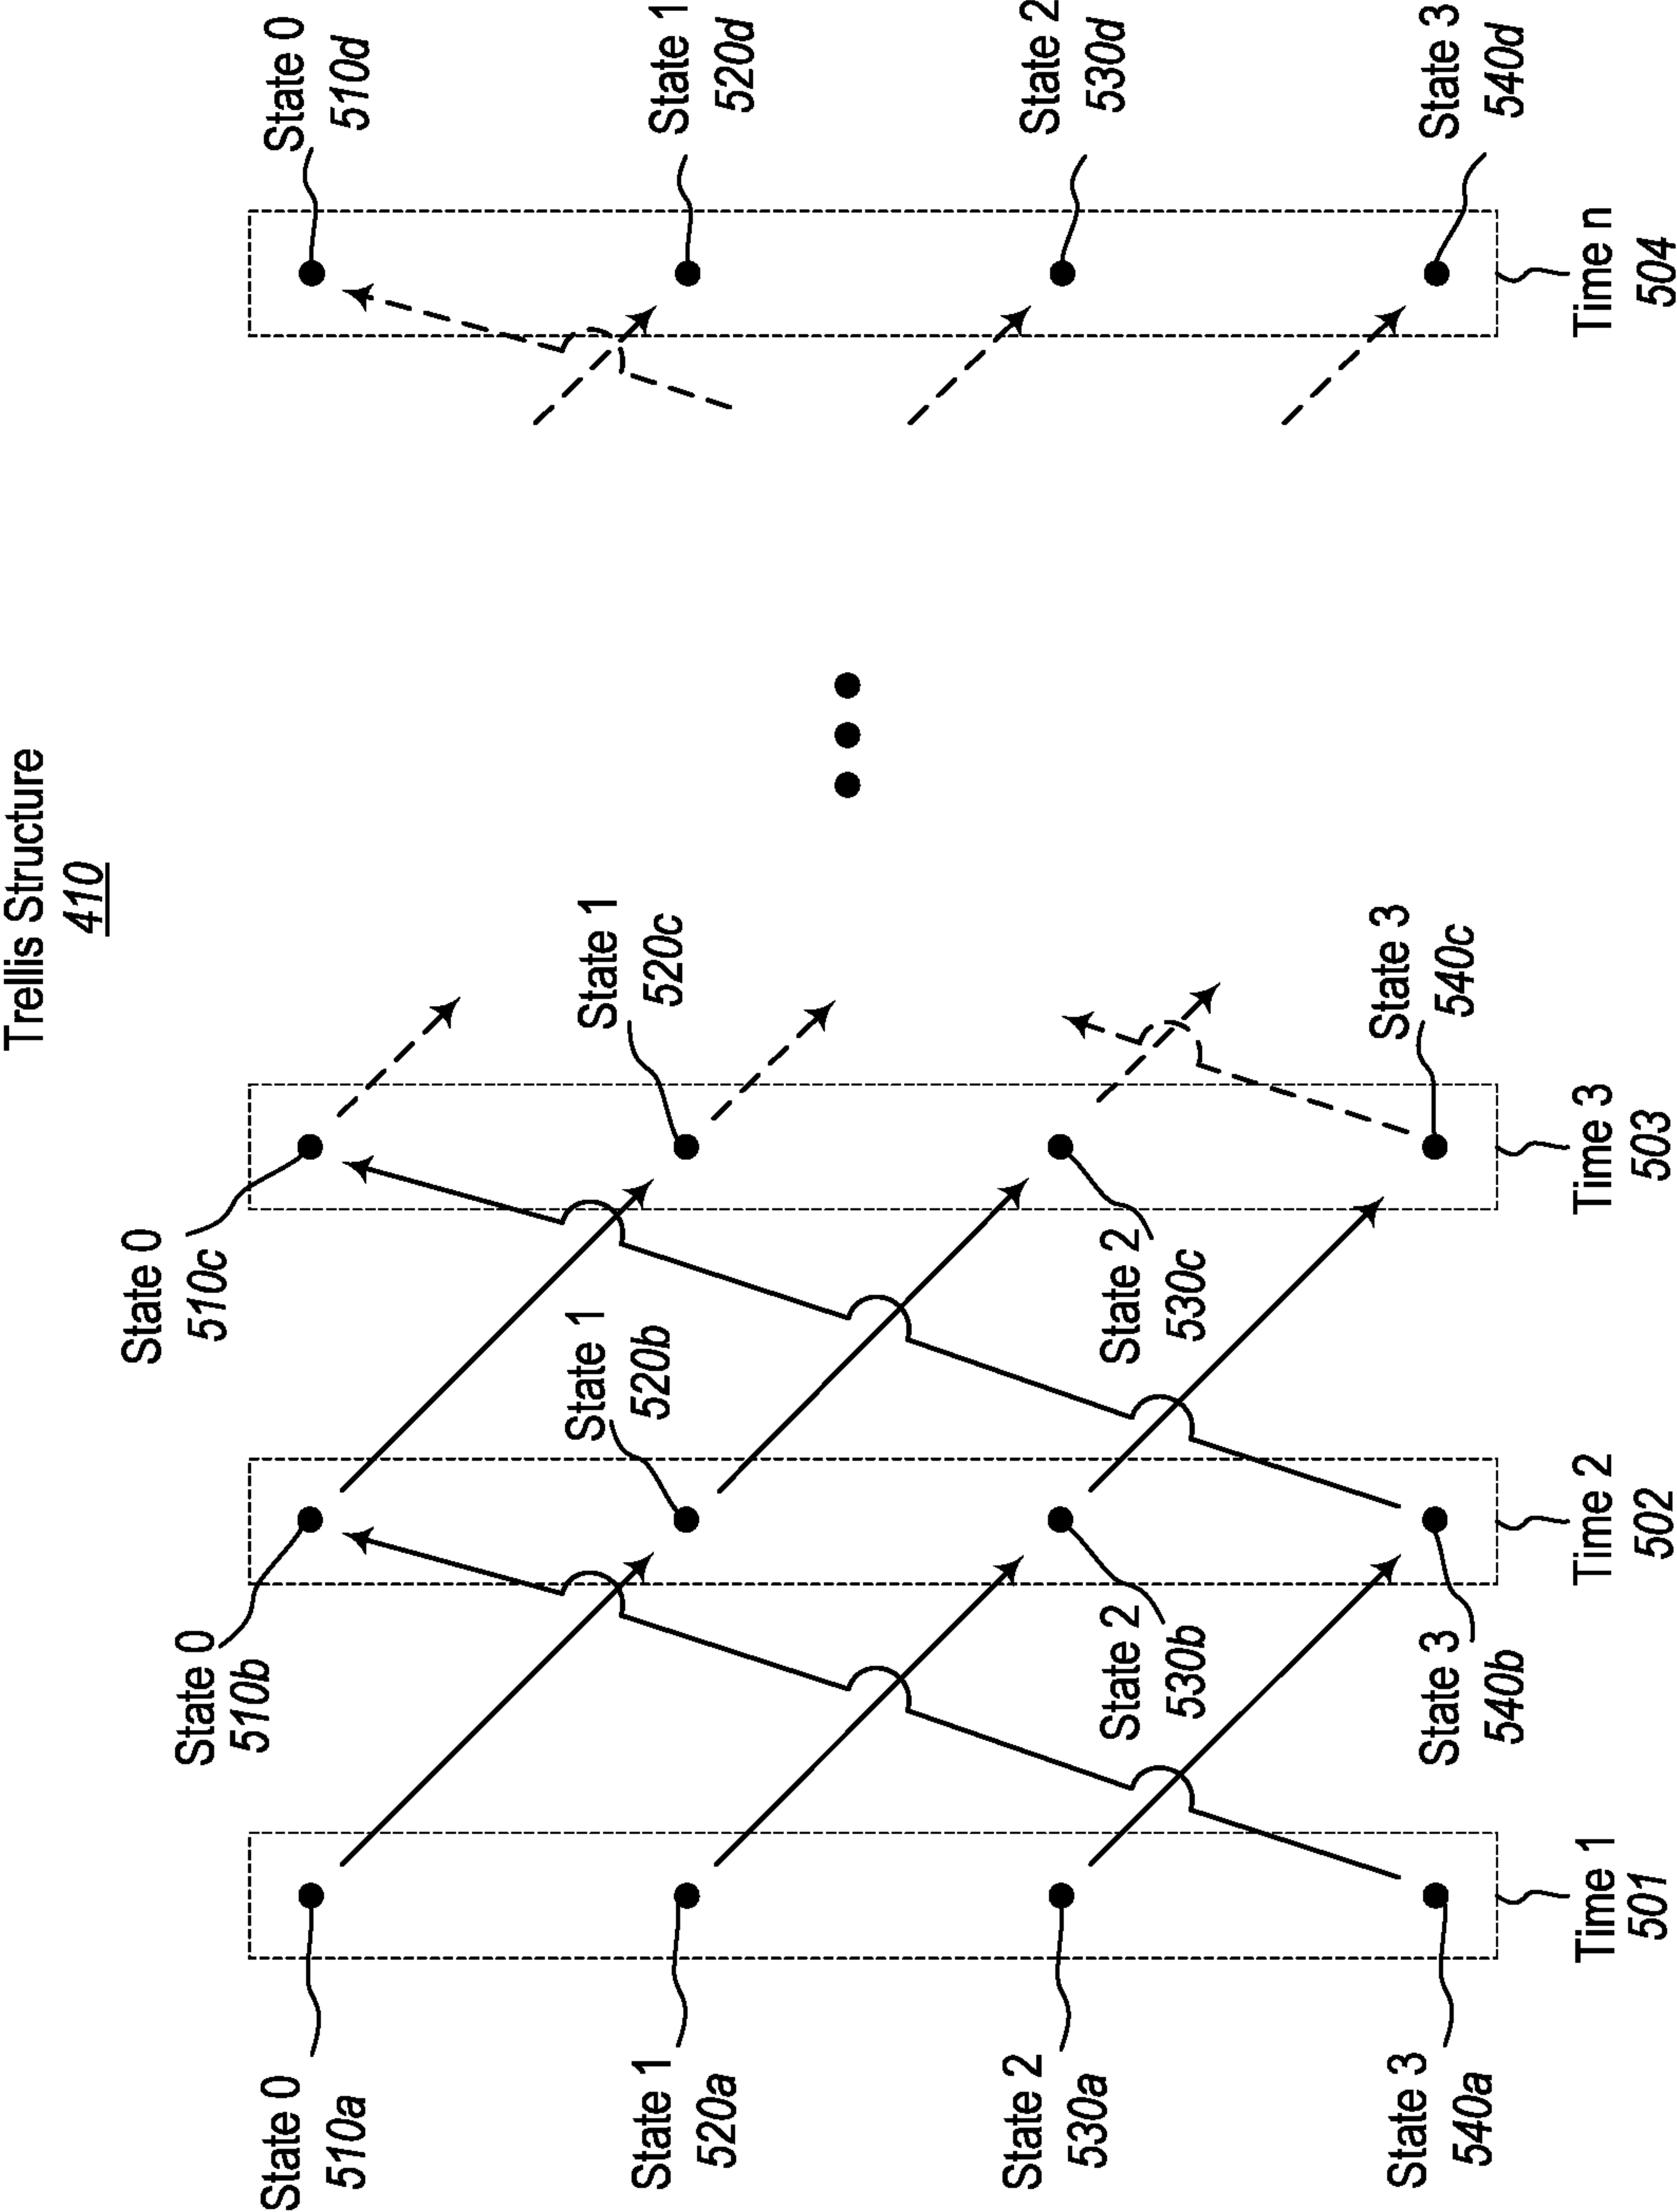 Trellis Structure
410
State 0
510a
State 1
520a
State 2
530a
State 3
540a
Time 1
501
State 0
510b
State 1
520b
State 2
530b
State 3
540b
Time 2
502
State 0
510c
State 1
520c
State 2
530c
State 3
540c
Time 3
503
State 0
510d
State 1
520d
State 2
530d
State 3
540d
Time n
504